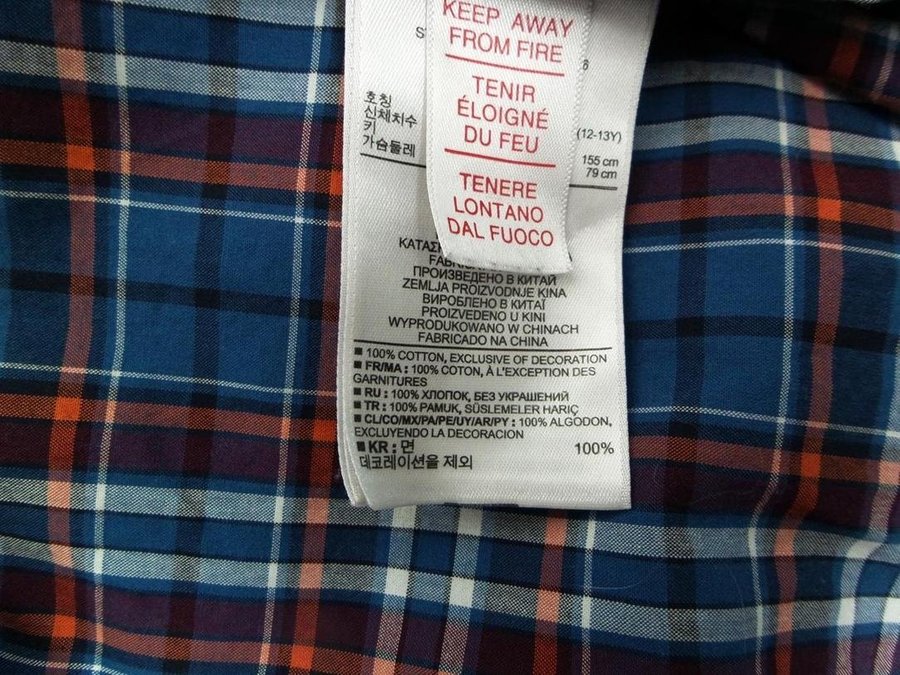 KEEP AWAY
FROM FIRE
TENIR
ÉLOIGNÉ
DU FEU
TENERE
LONTANO
DAL FUOCO
호칭
신체치수
키
가슴둘레
(12-13Y)
155 cm
79 cm
ПРОИЗВЕДЕНО В КИТАЙ
ZEMLJA PROIZVODNJE KINA
ВИРОБЛЕНО В КИТАЇ
PROIZVEDENO U KINI
WYPRODUKOWANO W CHINACH
FABRICADO NA CHINA
■ 100% COTTON, EXCLUSIVE OF DECORATION
■ FR/MA : 100% COTON, À L'EXCEPTION DES
GARNITURES
■ RU : 100% ХЛОПОК, БЕЗ УКРАШЕНИЙ
■ TR : 100% PAMUK, SÜSLEMELER HARİÇ
■ CL/CO/MX/PA/PE/UY/AR/PY : 100% ALGODON,
EXCLUYENDO LA DECORACION
■ KR : 면 100%
데코레이션을 제외